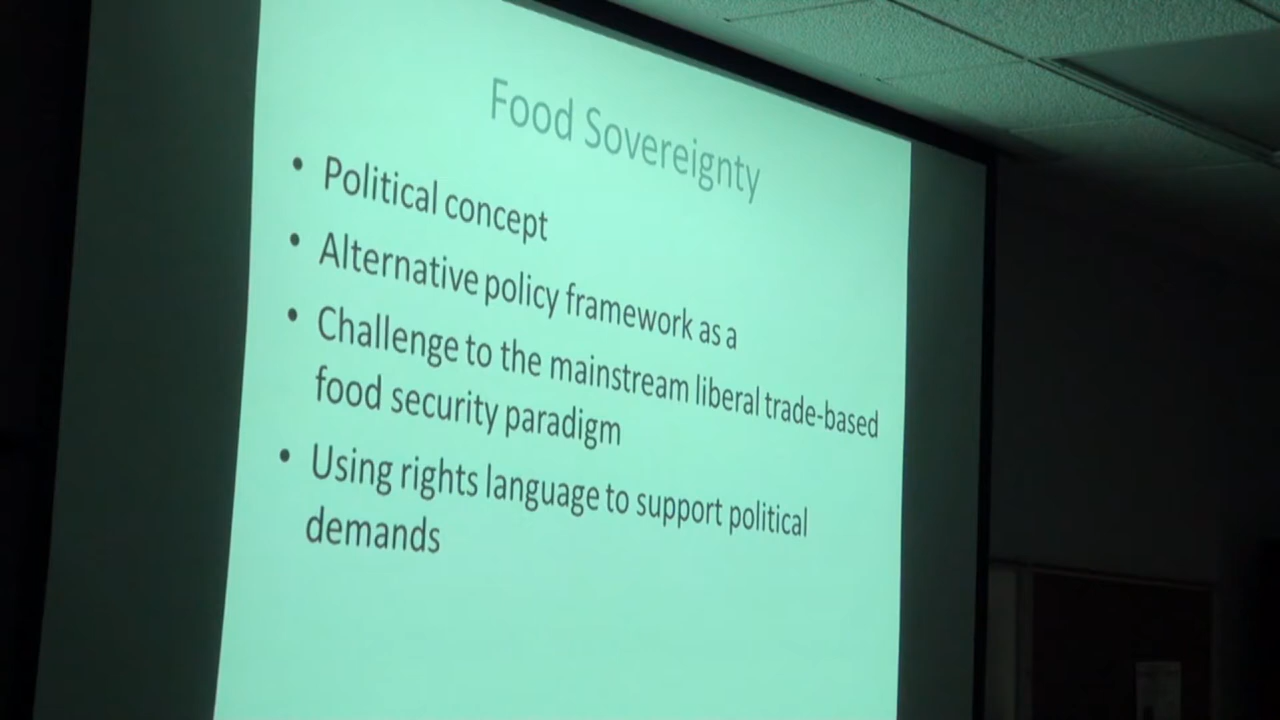 Food Sovereignty
• Political concept
• Alternative policy framework as a
• Challenge to the mainstream liberal trade-based
food security paradigm
• Using rights language to support political
demands